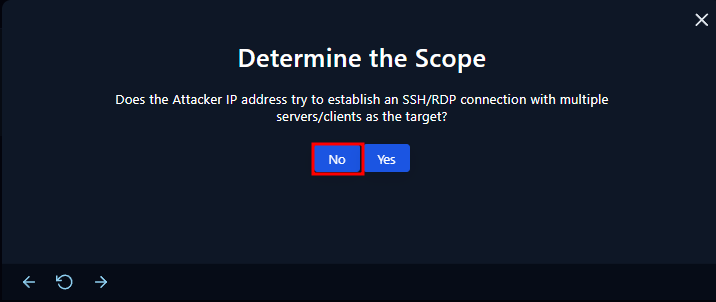 Determine the Scope
Does the Attacker IP address try to establish an SSH/RDP connection with multiple
servers/clients as the target?
No Yes